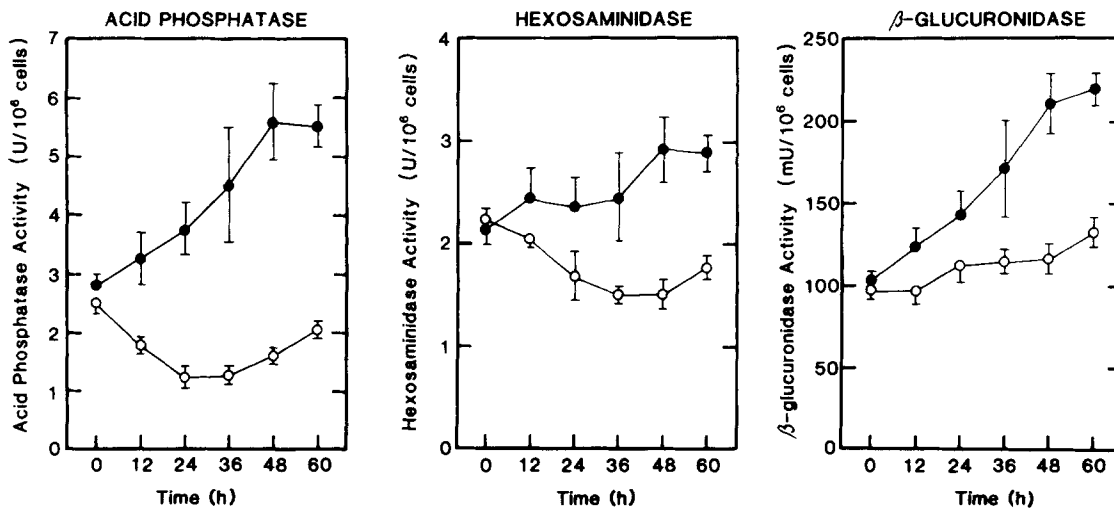 ACID PHOSPHATASE
Acid Phosphatase Activity (U/10⁶ cells)
7
6
5
4
3
2
1
0
0 12 24 36 48 60
Time (h)
HEXOSAMINIDASE
Hexosaminidase Activity (U/10⁶ cells)
4
3
2
1
0
0 12 24 36 48 60
Time (h)
β-GLUCURONIDASE
β-glucuronidase Activity (mU/10⁶ cells)
250
200
150
100
50
0
0 12 24 36 48 60
Time (h)